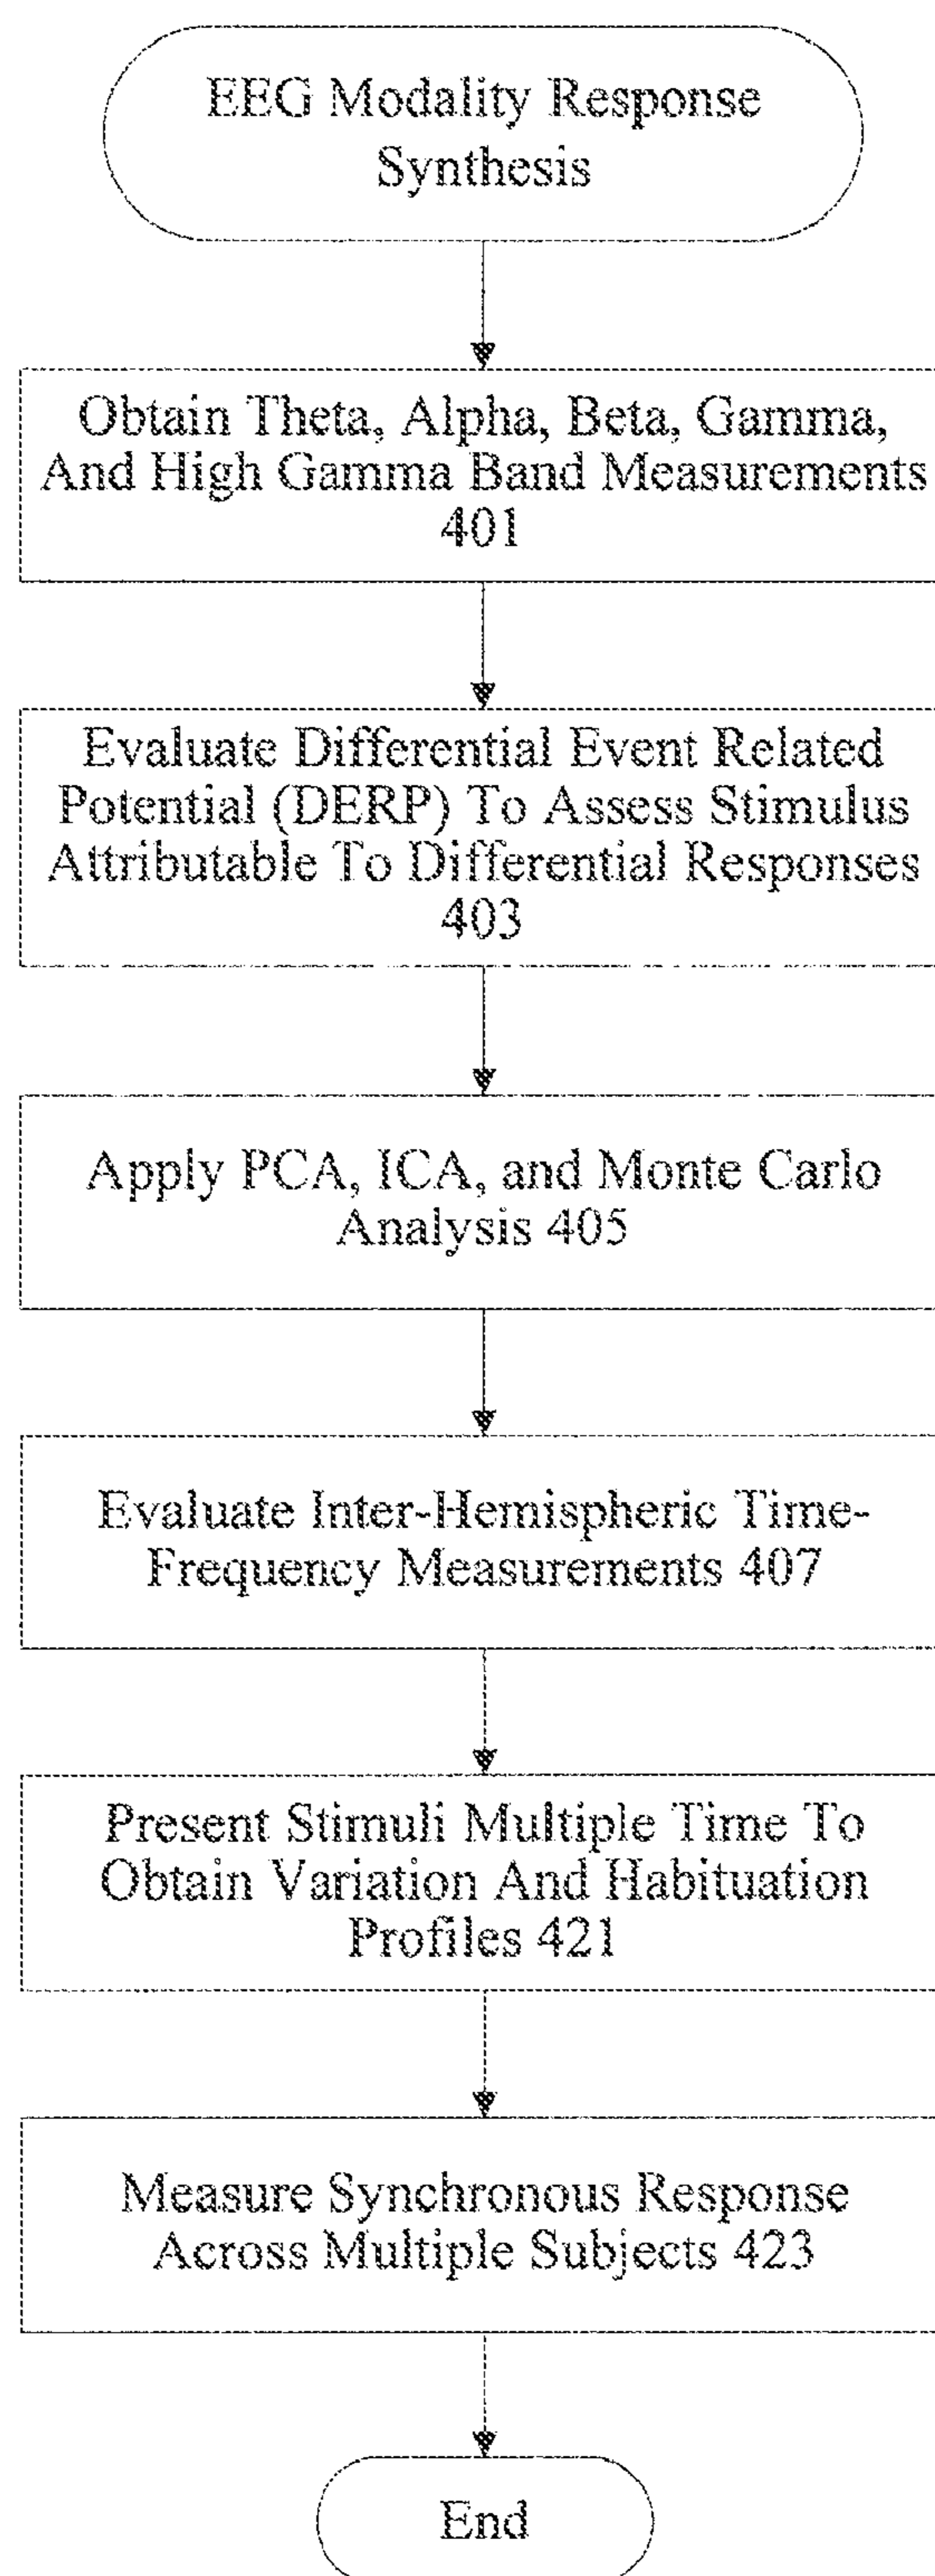 EEG Modality Response
Synthesis
Obtain Theta, Alpha, Beta, Gamma,
And High Gamma Band Measurements
401
Evaluate Differential Event Related
Potential (DERP) To Assess Stimulus
Attributable To Differential Responses
403
Apply PCA, ICA, and Monte Carlo
Analysis 405
Evaluate Inter-Hemispheric Time-
Frequency Measurements 407
Present Stimuli Multiple Time To
Obtain Variation And Habituation
Profiles 421
Measure Synchronous Response
Across Multiple Subjects 423
End